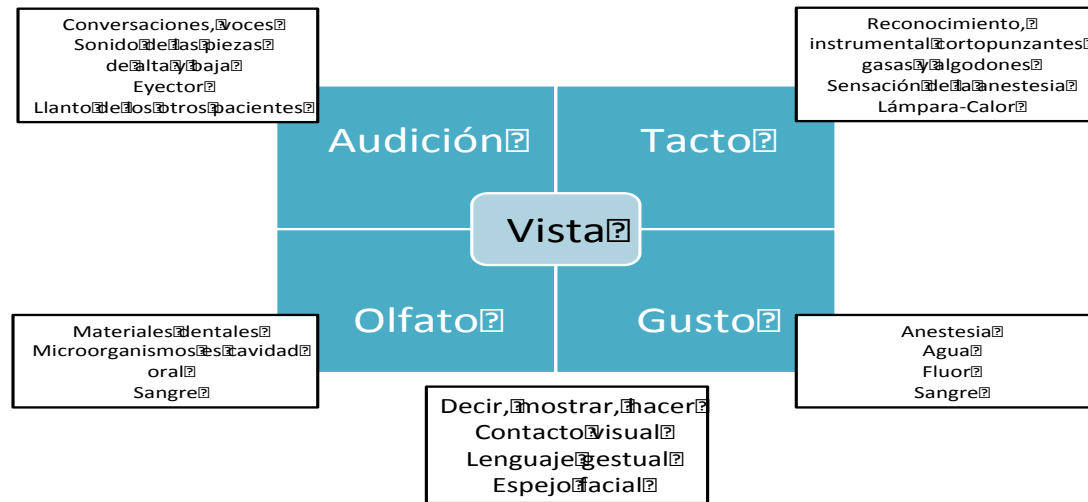 Conversaciones, voces
Sonido de las piezas
de alta y baja
Eyector
Llanto de los otros pacientes
Reconocimiento,
instrumental cortopunzantes
gasas y algodones
Sensación de la anestesia
Lámpara-Calor
Audición
Tacto
Vista
Olfato
Gusto
Materiales dentales
Microorganismos es cavidad
oral
Sangre
Anestesia
Agua
Fluor
Sangre
Decir, mostrar, hacer
Contacto visual
Lenguaje gestual
Espejo facial